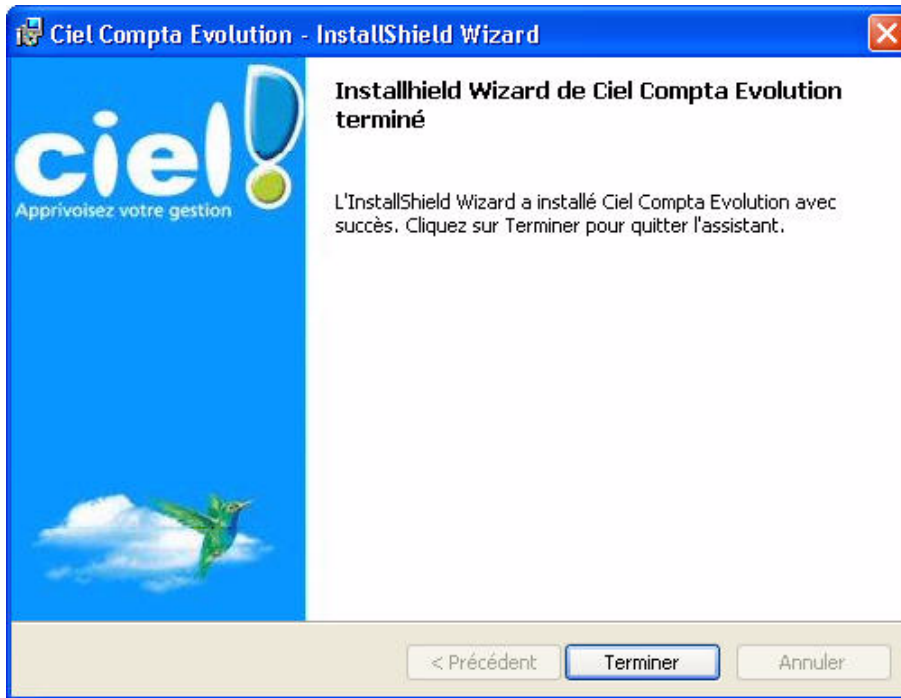 Ciel Compta Evolution - InstallShield Wizard
ciel!
Apprivoisez votre gestion
Installhield Wizard de Ciel Compta Evolution
terminé
L'InstallShield Wizard a installé Ciel Compta Evolution avec
succès. Cliquez sur Terminer pour quitter l'assistant.
< Précédent
Terminer
Annuler